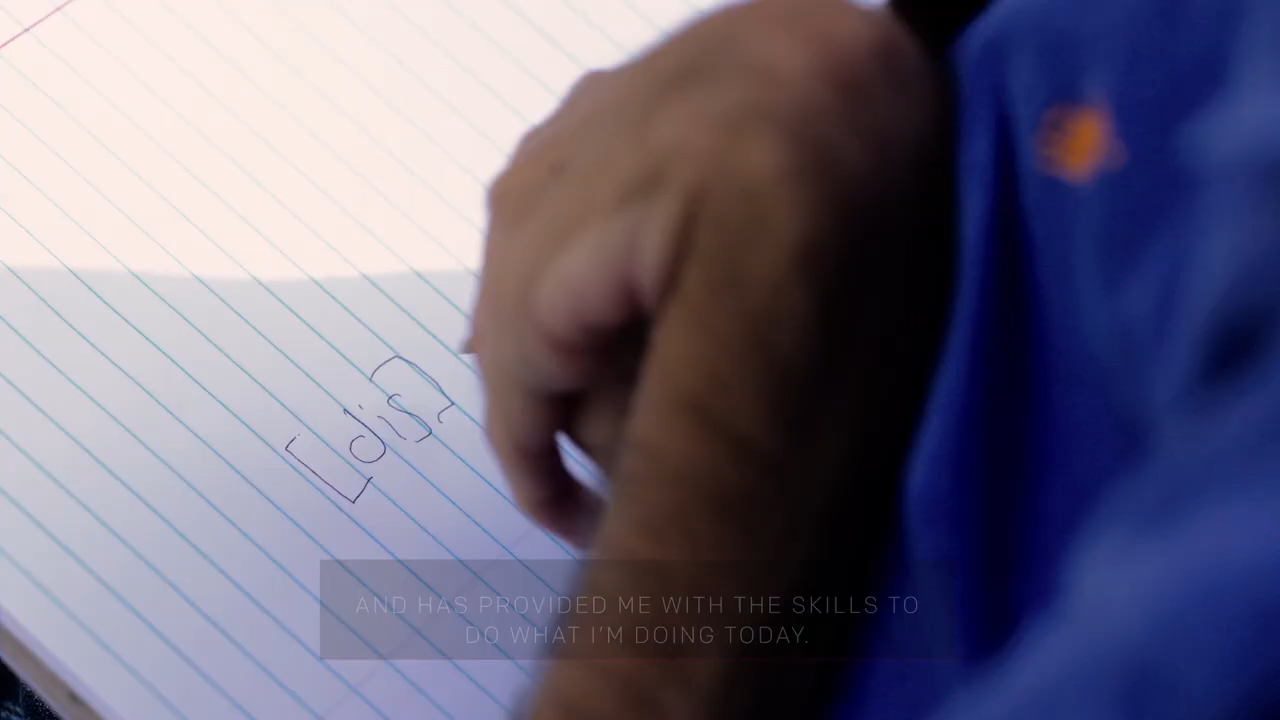 [dis]
AND HAS PROVIDED ME WITH THE SKILLS TO
DO WHAT I'M DOING TODAY.